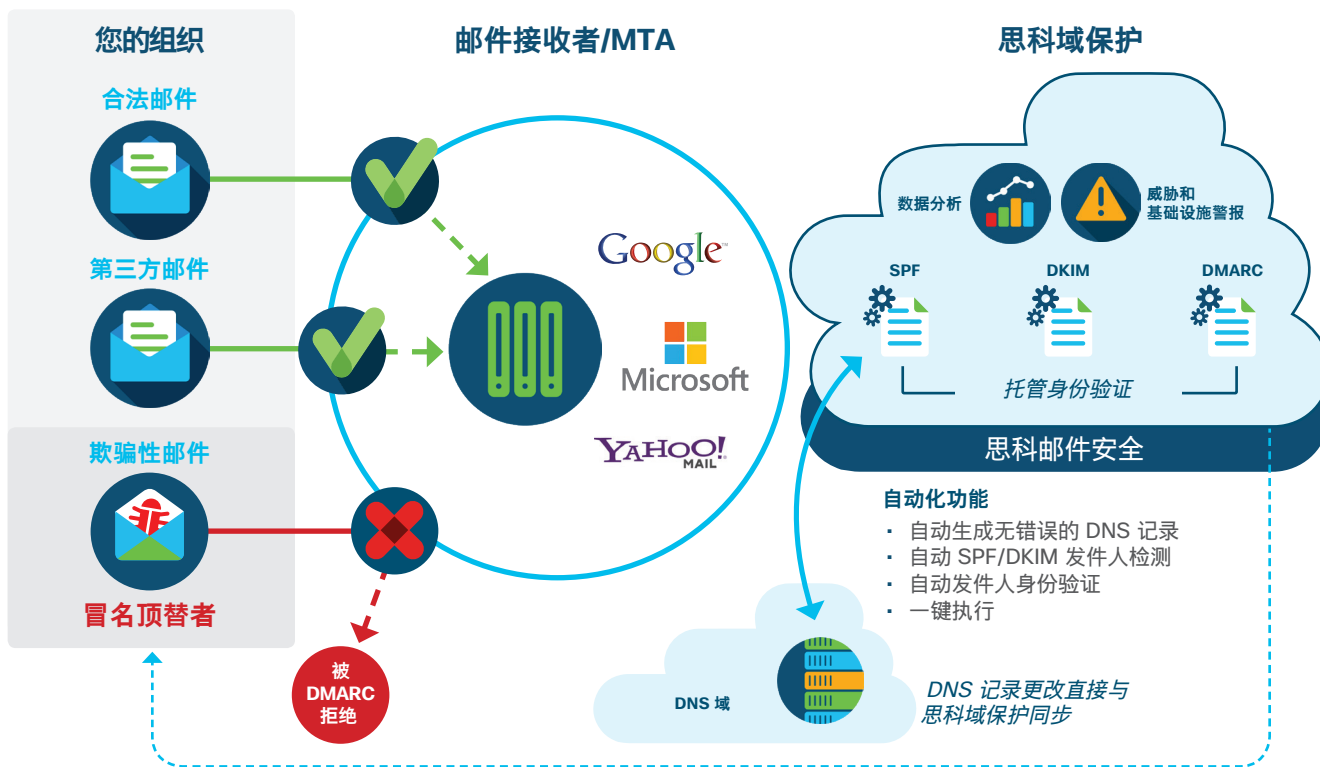 您的组织
合法邮件
第三方邮件
欺骗性邮件
冒名顶替者
邮件接收者/MTA
Google™
Microsoft
YAHOO!
MAIL
被
DMARC
拒绝
思科域保护
数据分析
威胁和
基础设施警报
SPF
DKIM
DMARC
托管身份验证
思科邮件安全
自动化功能
▪ 自动生成无错误的 DNS 记录
▪ 自动 SPF/DKIM 发件人检测
▪ 自动发件人身份验证
▪ 一键执行
DNS 域
DNS 记录更改直接与
思科域保护同步